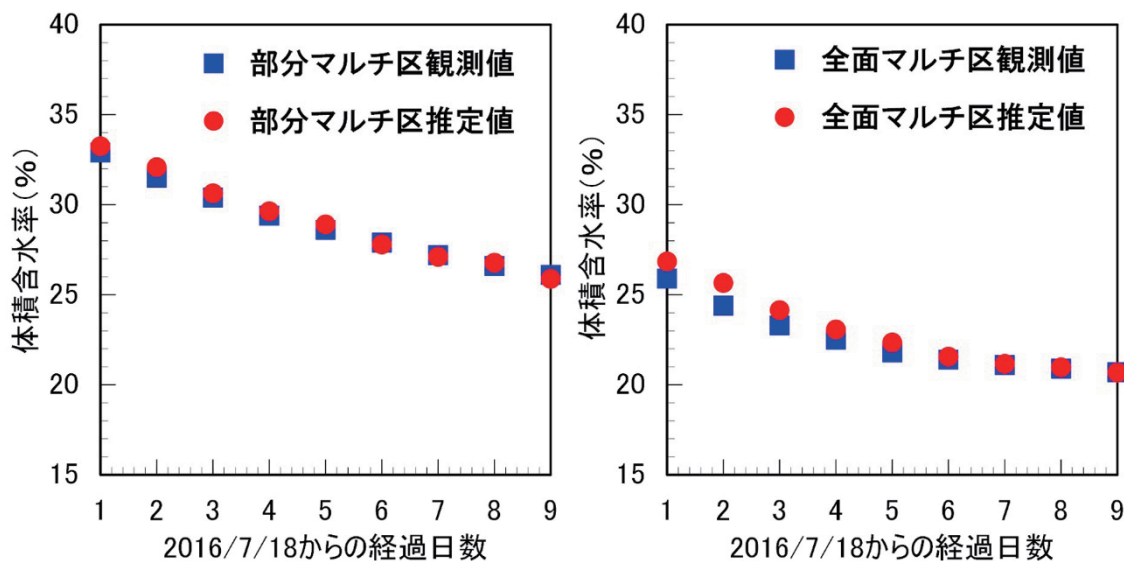 40
35
30
25
20
15
体積含水率(%)
部分マルチ区観測値
部分マルチ区推定値
1 2 3 4 5 6 7 8 9
2016/7/18からの経過日数
40
35
30
25
20
15
体積含水率(%)
全面マルチ区観測値
全面マルチ区推定値
1 2 3 4 5 6 7 8 9
2016/7/18からの経過日数